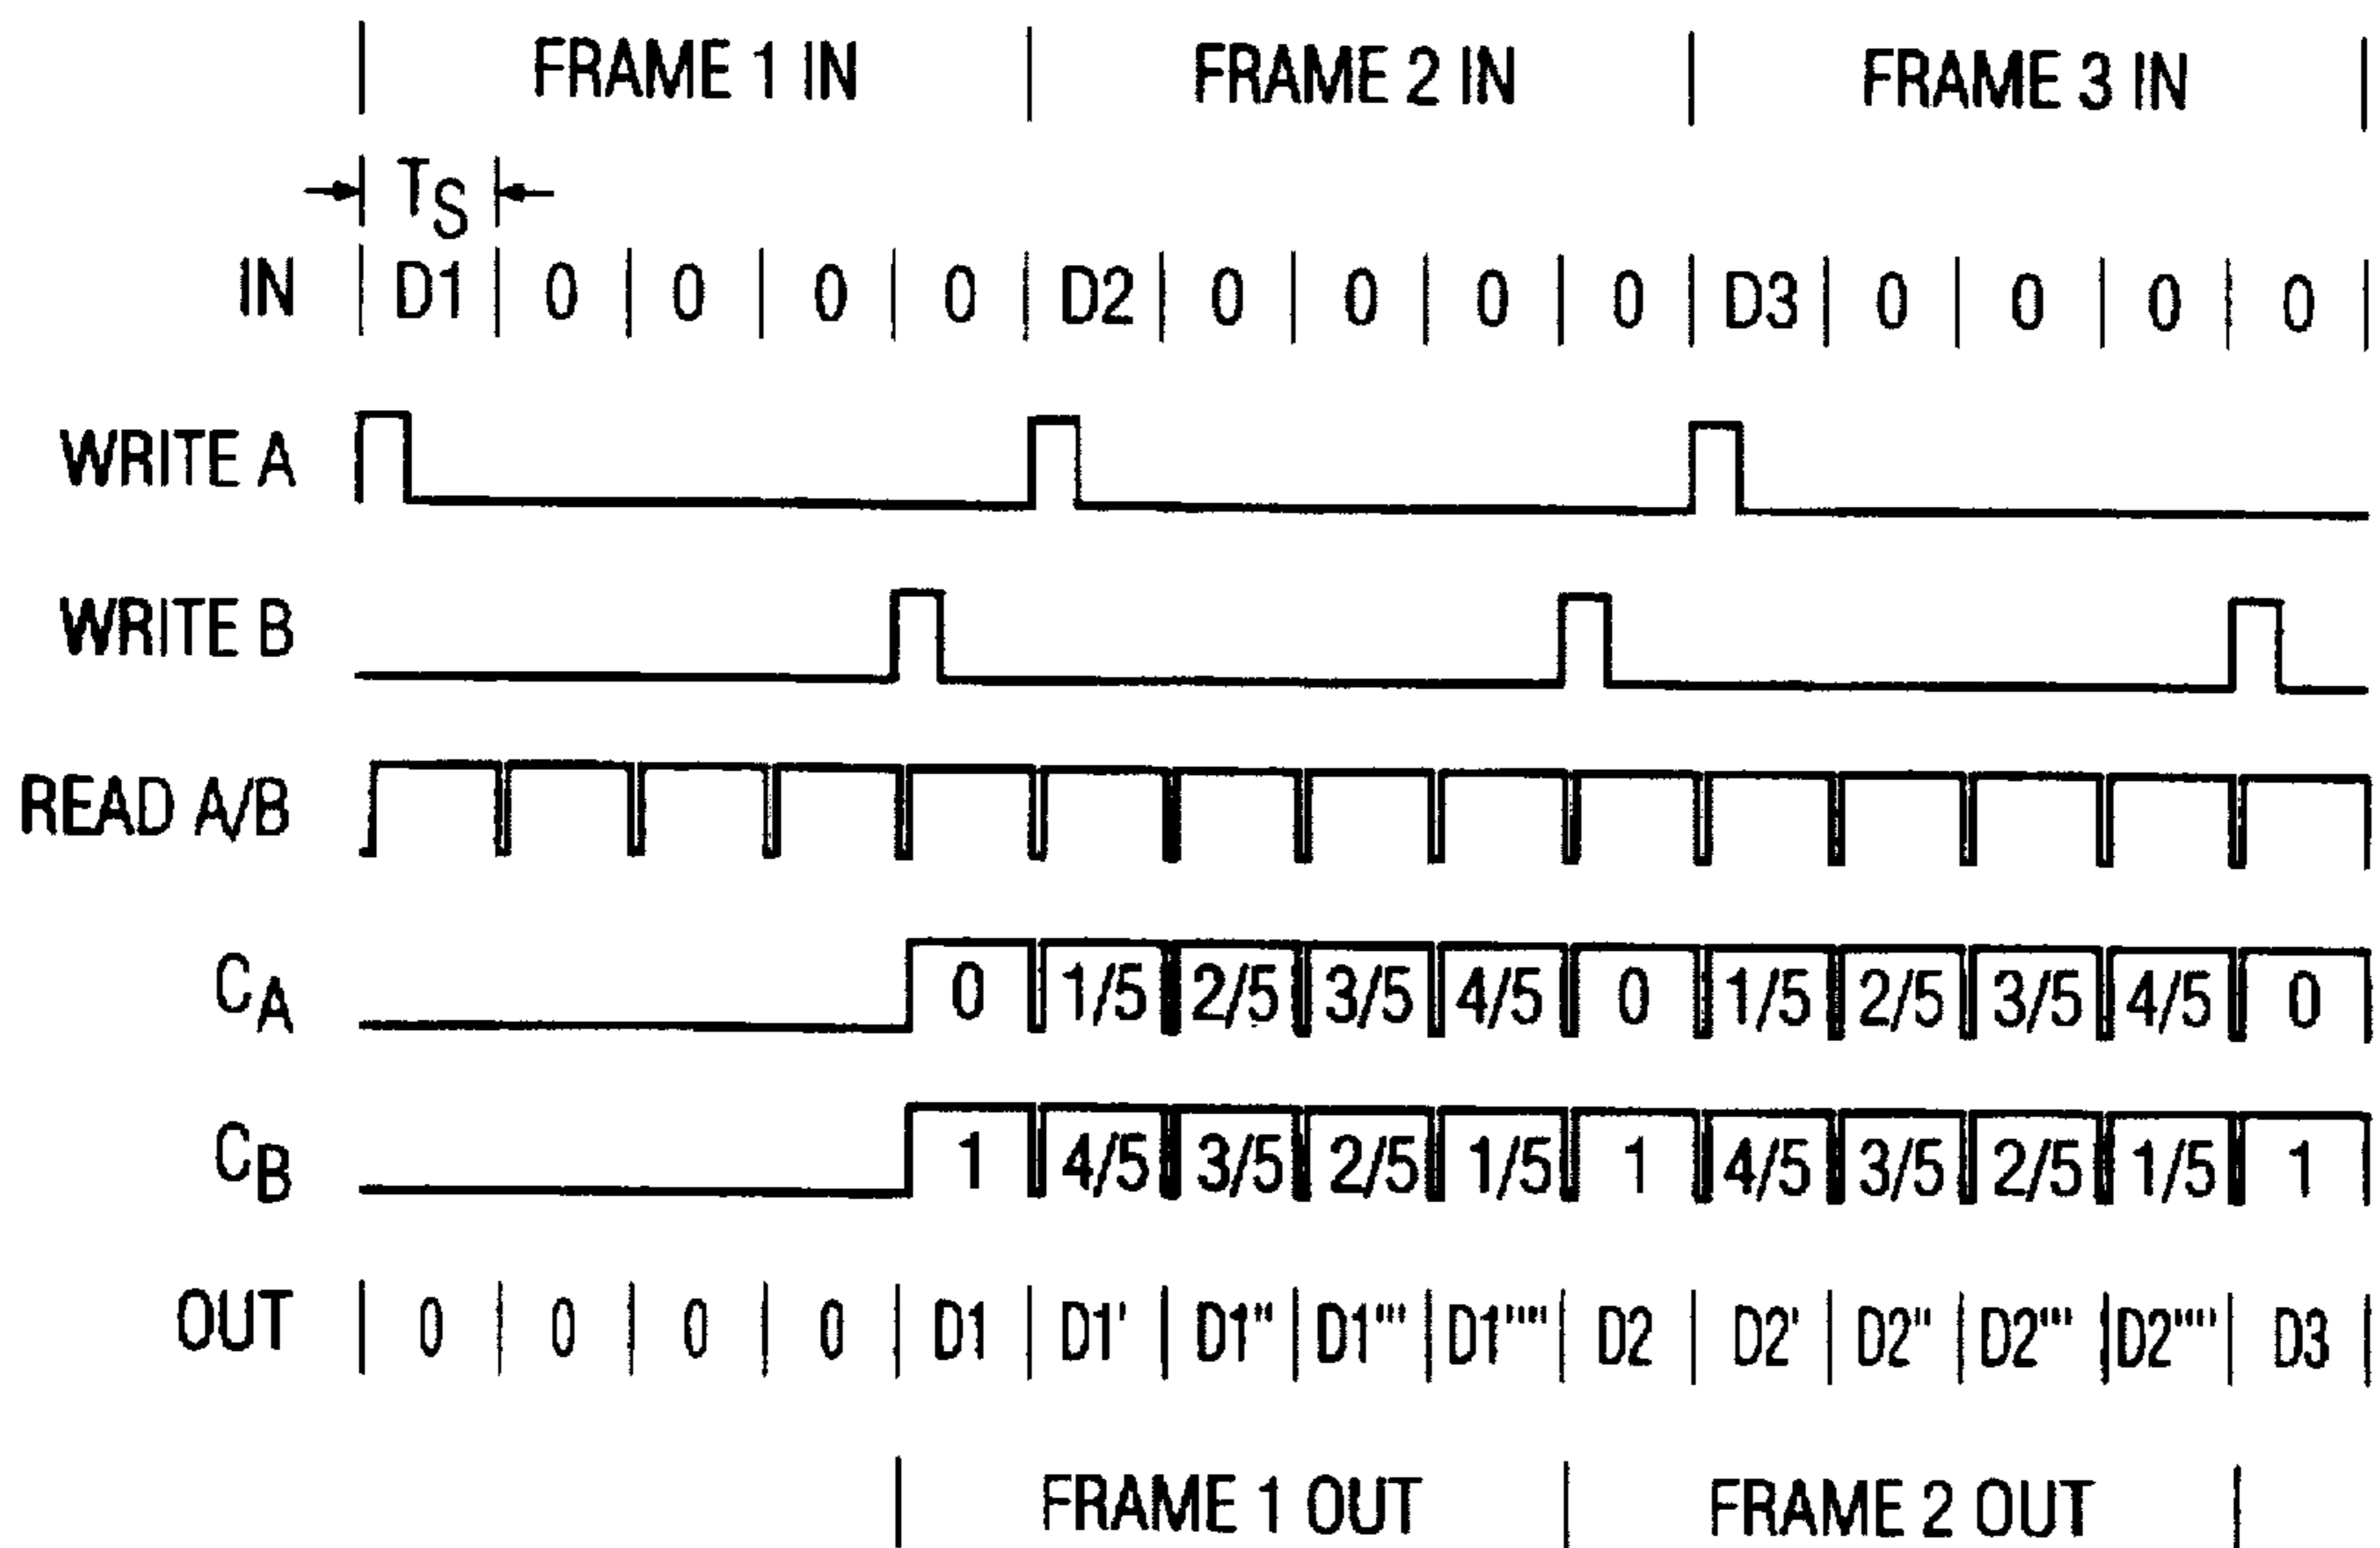 FRAME 1 IN FRAME 2 IN FRAME 3 IN
TS
IN D1 0 0 0 0 D2 0 0 0 0 D3 0 0 0 0
WRITE A
WRITE B
READ A/B
CA 0 1/5 2/5 3/5 4/5 0 1/5 2/5 3/5 4/5 0
CB 1 4/5 3/5 2/5 1/5 1 4/5 3/5 2/5 1/5 1
OUT 0 0 0 0 D1 D1' D1'' D1''' D1'''' D2 D2' D2'' D2''' D2'''' D3
FRAME 1 OUT FRAME 2 OUT